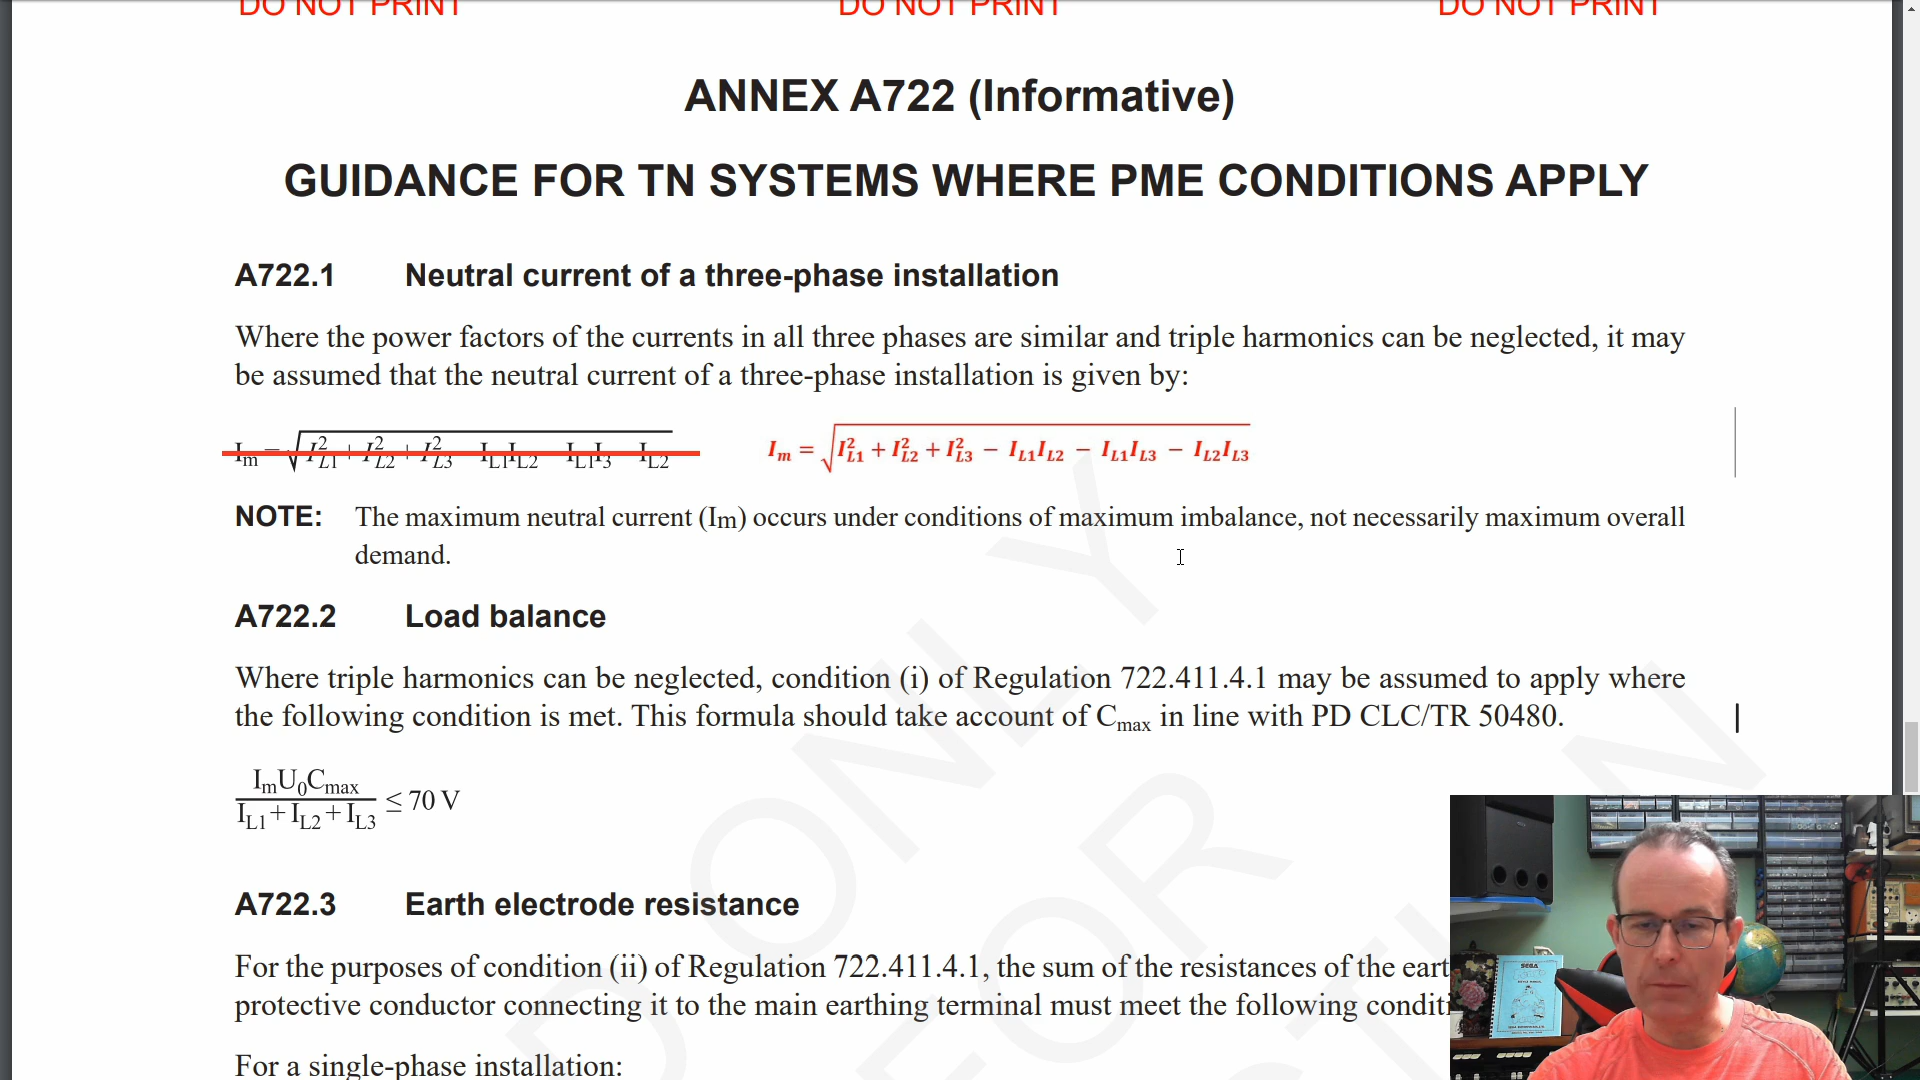 DO NOT PRINT DO NOT PRINT DO NOT PRINT
ANNEX A722 (Informative)
GUIDANCE FOR TN SYSTEMS WHERE PME CONDITIONS APPLY
A722.1 Neutral current of a three-phase installation
Where the power factors of the currents in all three phases are similar and triple harmonics can be neglected, it may
be assumed that the neutral current of a three-phase installation is given by:
Im = √I²L1 + I²L2 + I²L3 − IL1IL2 − IL1I3 − IL2 Im = √I²L1 + I²L2 + I²L3 − IL1IL2 − IL1IL3 − IL2IL3
NOTE: The maximum neutral current (Im) occurs under conditions of maximum imbalance, not necessarily maximum overall
demand.
A722.2 Load balance
Where triple harmonics can be neglected, condition (i) of Regulation 722.411.4.1 may be assumed to apply where
the following condition is met. This formula should take account of Cmax in line with PD CLC/TR 50480.
ImU0Cmax
IL1 + IL2 + IL3 ≤ 70 V
A722.3 Earth electrode resistance
For the purposes of condition (ii) of Regulation 722.411.4.1, the sum of the resistances of the eart
protective conductor connecting it to the main earthing terminal must meet the following conditi
For a single-phase installation:
ONLY
FOR
SEGA